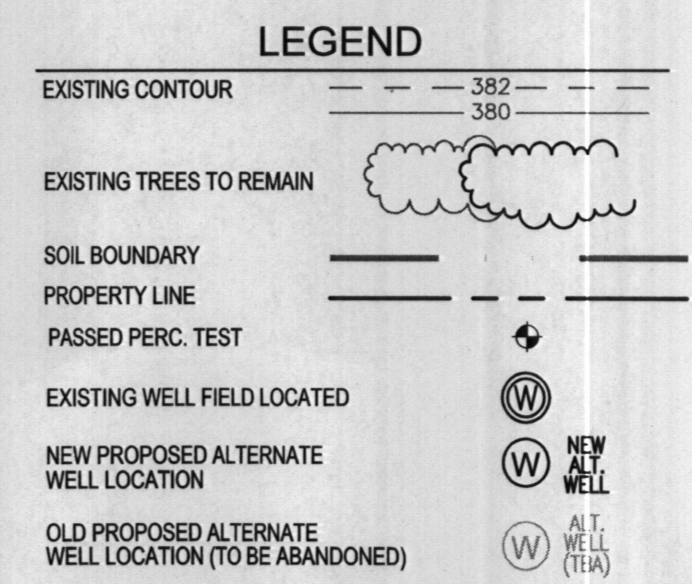 LEGEND
EXISTING CONTOUR 382
380
EXISTING TREES TO REMAIN
SOIL BOUNDARY
PROPERTY LINE
PASSED PERC. TEST
EXISTING WELL FIELD LOCATED W
NEW PROPOSED ALTERNATE
WELL LOCATION
W
NEW
ALT.
WELL
OLD PROPOSED ALTERNATE
WELL LOCATION (TO BE ABANDONED)
W
ALT.
WELL
(TBA)